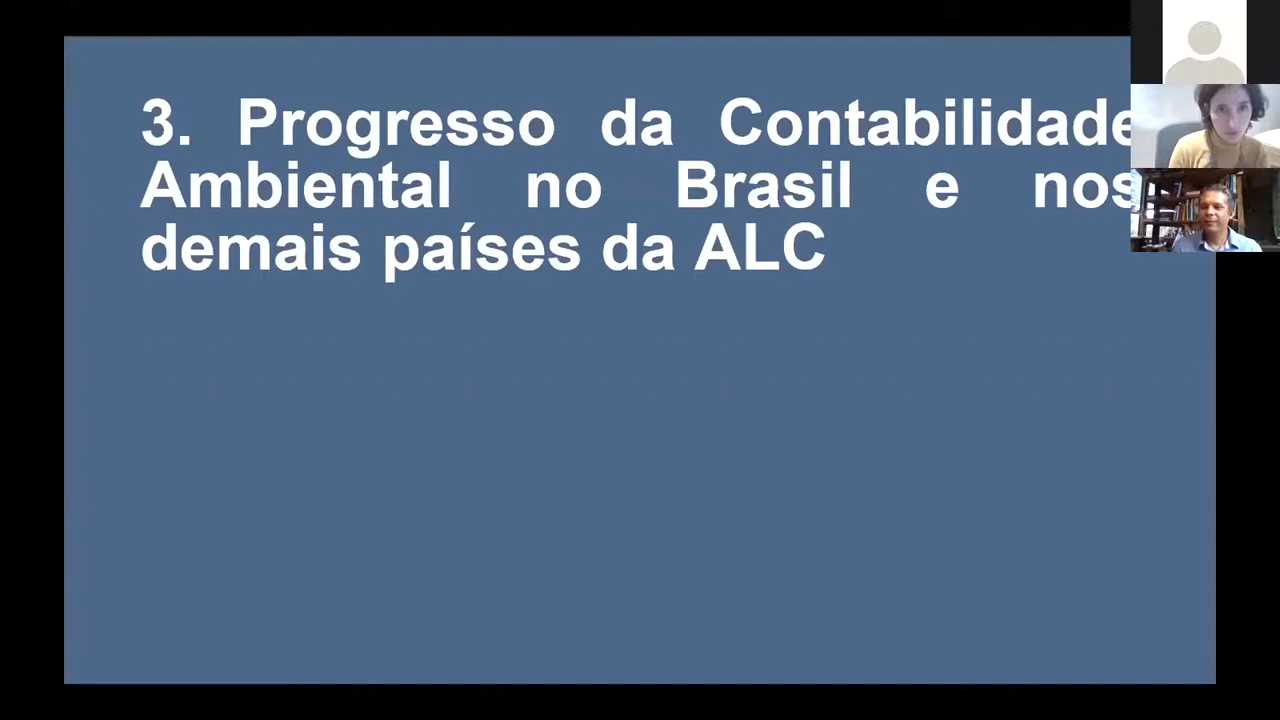 3. Progresso da Contabilidade
Ambiental no Brasil e nos
demais países da ALC